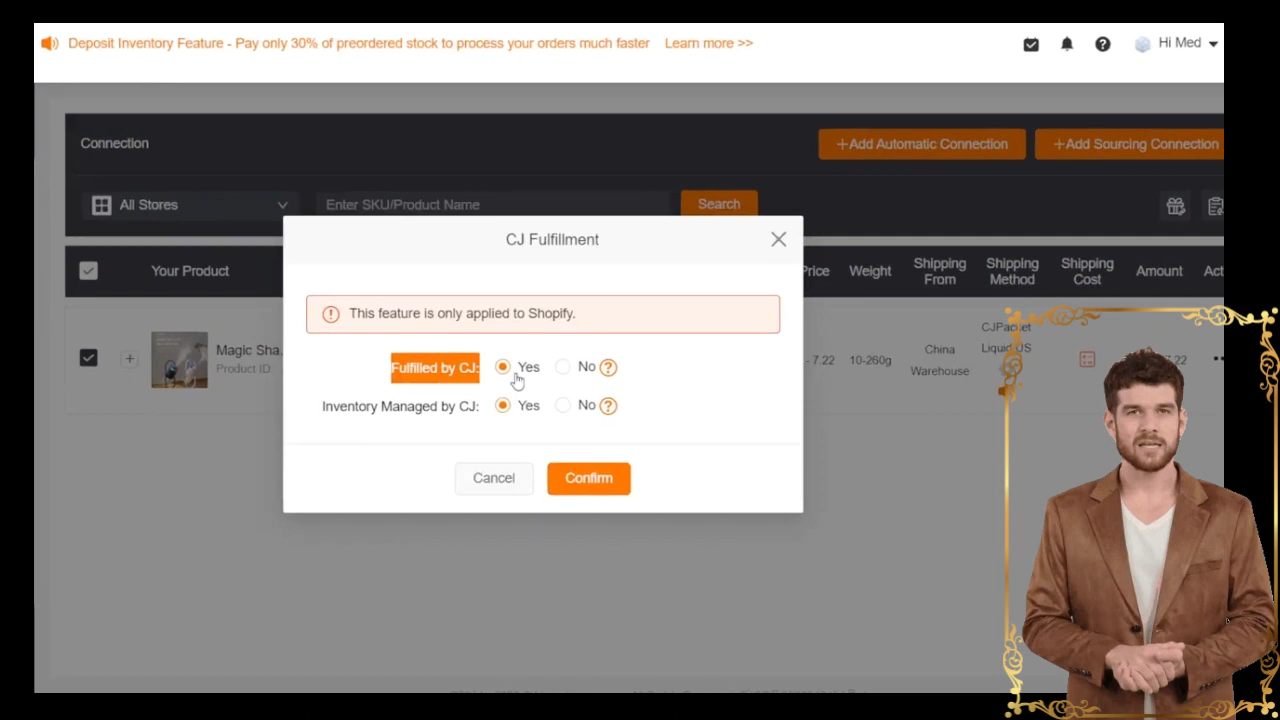 Deposit Inventory Feature - Pay only 30% of preordered stock to process your orders much faster Learn more >>
Hi Med
Connection
+Add Automatic Connection
+Add Sourcing Connection
All Stores
Enter SKU/Product Name
Search
CJ Fulfillment
Your Product
Price
Weight
Shipping From
Shipping Method
Shipping Cost
Amount
This feature is only applied to Shopify.
Magic Sha...
Product ID
- 7.22
10-260g
China Warehouse
CJPacket Liquid US
7.22
Fulfilled by CJ: Yes No ?
Inventory Managed by CJ: Yes No ?
Cancel
Confirm